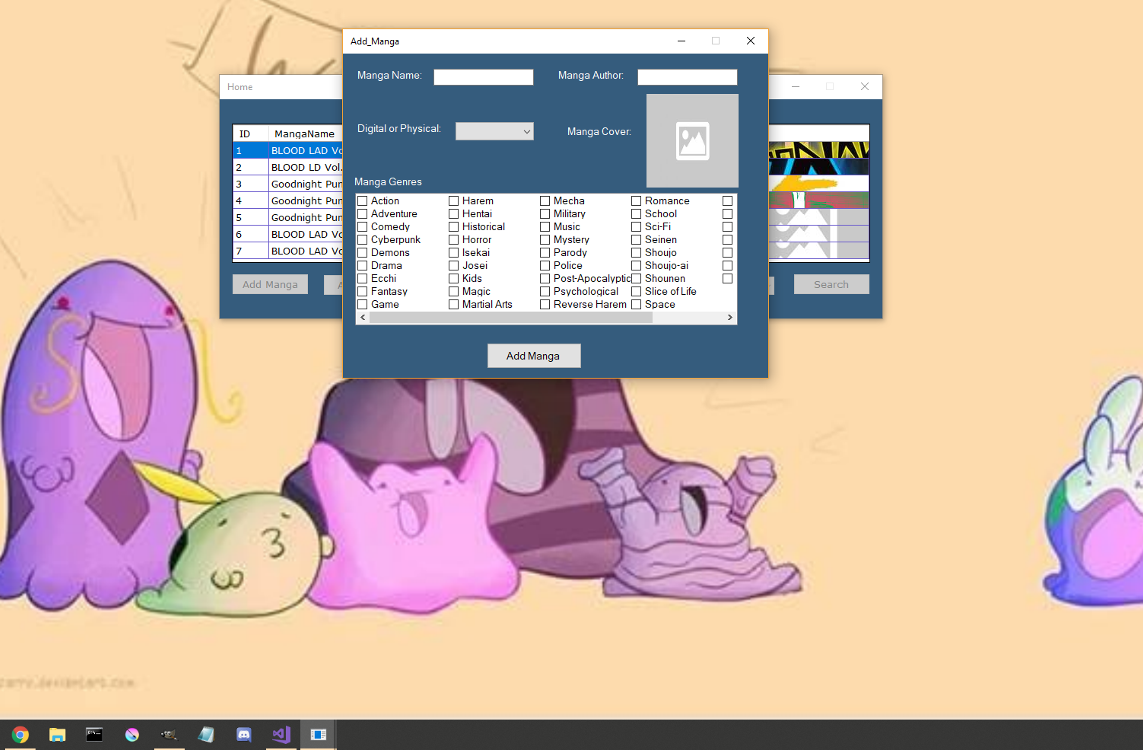 Add_Manga
Manga Name:
Manga Author:
Home
Digital or Physical:
Manga Cover:
ID MangaName
1 BLOOD LAD Vo
2 BLOOD LD Vol.
3 Goodnight Pun
4 Goodnight Pun
5 Goodnight Pun
6 BLOOD LAD Vo
7 BLOOD LAD Vo
Manga Genres
Action Harem Mecha Romance
Adventure Hentai Military School
Comedy Historical Music Sci-Fi
Cyberpunk Horror Mystery Seinen
Demons Isekai Parody Shoujo
Drama Josei Police Shoujo-ai
Ecchi Kids Post-Apocalyptic Shounen
Fantasy Magic Psychological Slice of Life
Game Martial Arts Reverse Harem Space
Add Manga
Search
Add Manga